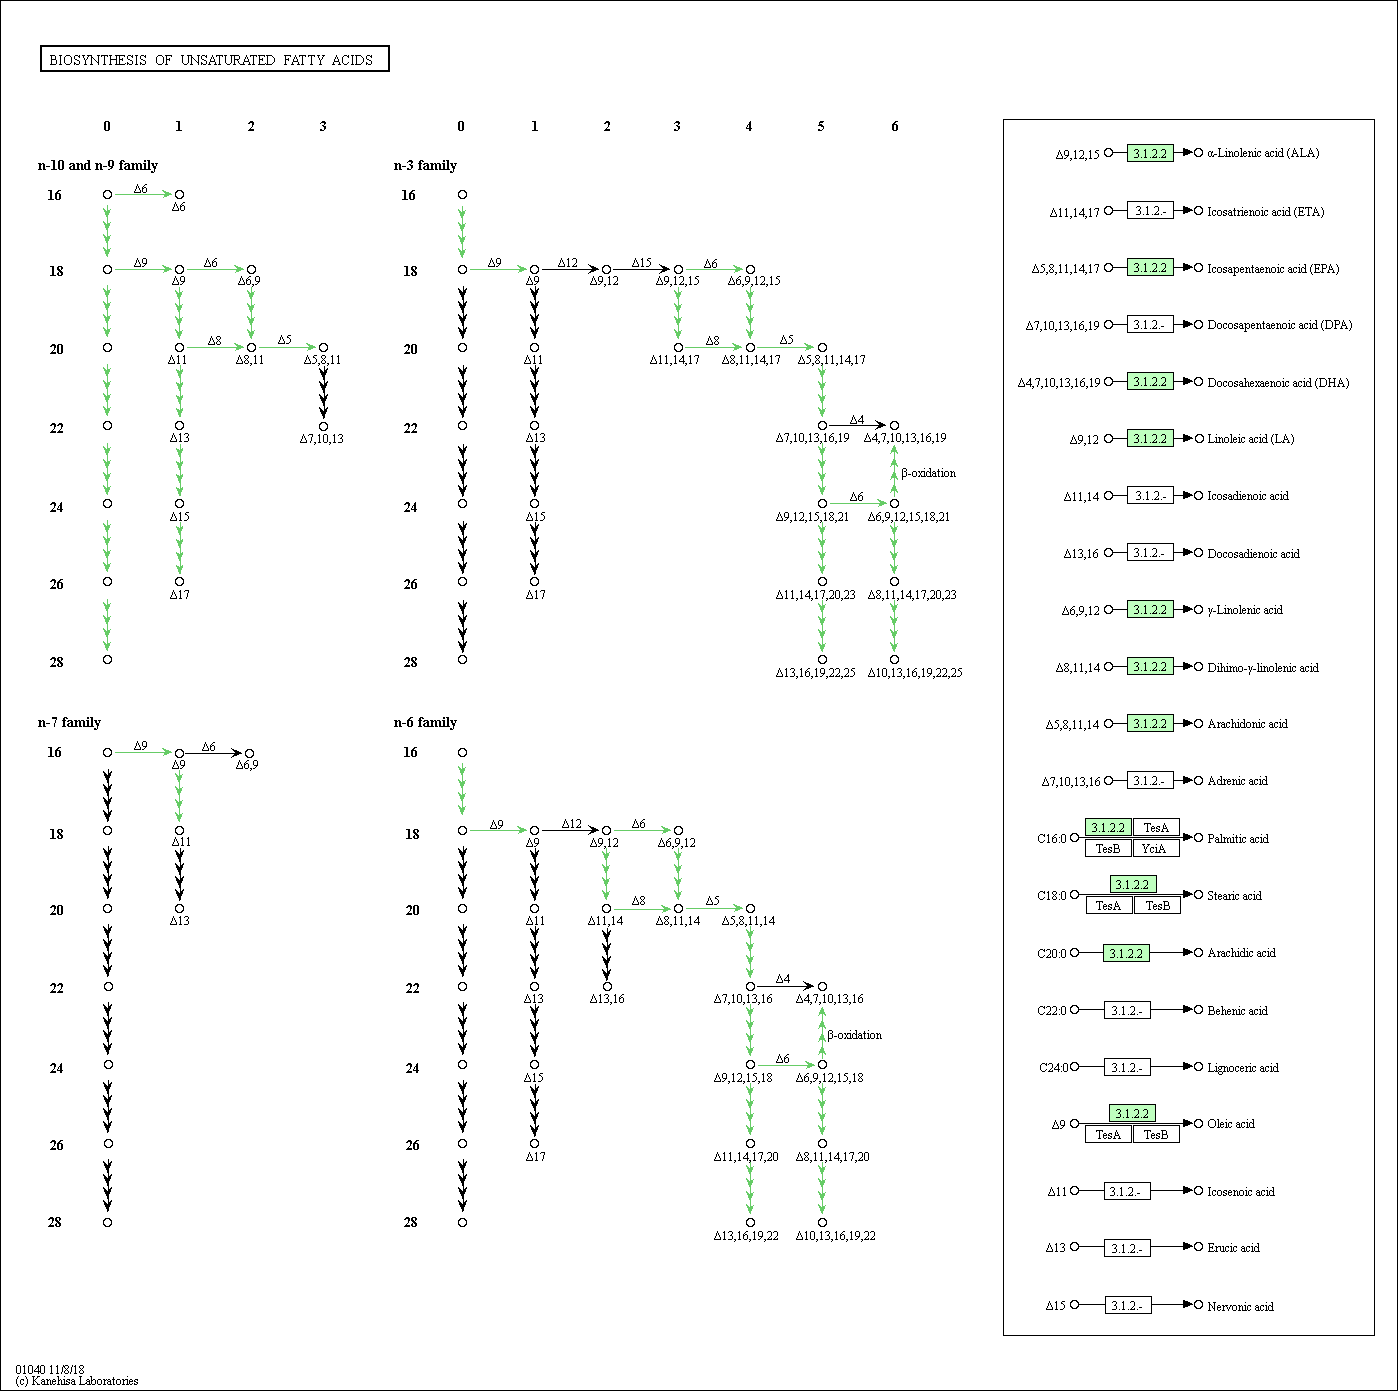 BIOSYNTHESIS OF UNSATURATED FATTY ACIDS
0 1 2 3
n-10 and n-9 family
16 Δ6
Δ6
18 Δ9 Δ6
Δ9 Δ6,9
20 Δ8 Δ5
Δ11 Δ8,11 Δ5,8,11
22
Δ13 Δ7,10,13
24
Δ15
26
Δ17
28
0 1 2 3 4 5 6
n-3 family
16
18 Δ9 Δ12 Δ15 Δ6
Δ9 Δ9,12 Δ9,12,15 Δ6,9,12,15
20 Δ8 Δ5
Δ11 Δ11,14,17 Δ8,11,14,17 Δ5,8,11,14,17
22 Δ4
Δ13 Δ7,10,13,16,19 Δ4,7,10,13,16,19
β-oxidation
24 Δ6
Δ15 Δ9,12,15,18,21 Δ6,9,12,15,18,21
26
Δ17 Δ11,14,17,20,23 Δ8,11,14,17,20,23
28
Δ13,16,19,22,25 Δ10,13,16,19,22,25
n-7 family
16 Δ9 Δ6
Δ9 Δ6,9
18
Δ11
20
Δ13
22
24
26
28
n-6 family
16
18 Δ9 Δ12 Δ6
Δ9 Δ9,12 Δ6,9,12
20 Δ8 Δ5
Δ11 Δ11,14 Δ8,11,14 Δ5,8,11,14
22 Δ4
Δ13 Δ13,16 Δ7,10,13,16 Δ4,7,10,13,16
β-oxidation
24 Δ6
Δ15 Δ9,12,15,18 Δ6,9,12,15,18
26
Δ17 Δ11,14,17,20 Δ8,11,14,17,20
28
Δ13,16,19,22 Δ10,13,16,19,22
Δ9,12,15 3.1.2.2 α-Linolenic acid (ALA)
Δ11,14,17 3.1.2.- Icosatrienoic acid (ETA)
Δ5,8,11,14,17 3.1.2.2 Icosapentaenoic acid (EPA)
Δ7,10,13,16,19 3.1.2.- Docosapentaenoic acid (DPA)
Δ4,7,10,13,16,19 3.1.2.2 Docosahexaenoic acid (DHA)
Δ9,12 3.1.2.2 Linoleic acid (LA)
Δ11,14 3.1.2.- Icosadienoic acid
Δ13,16 3.1.2.- Docosadienoic acid
Δ6,9,12 3.1.2.2 γ-Linolenic acid
Δ8,11,14 3.1.2.2 Dihimo-γ-linolenic acid
Δ5,8,11,14 3.1.2.2 Arachidonic acid
Δ7,10,13,16 3.1.2.- Adrenic acid
3.1.2.2 TesA
C16:0 Palmitic acid
TesB YciA
3.1.2.2
C18:0 Stearic acid
TesA TesB
C20:0 3.1.2.2 Arachidic acid
C22:0 3.1.2.- Behenic acid
C24:0 3.1.2.- Lignoceric acid
3.1.2.2
Δ9 Oleic acid
TesA TesB
Δ11 3.1.2.- Icosenoic acid
Δ13 3.1.2.- Erucic acid
Δ15 3.1.2.- Nervonic acid
01040 11/8/18
(c) Kanehisa Laboratories